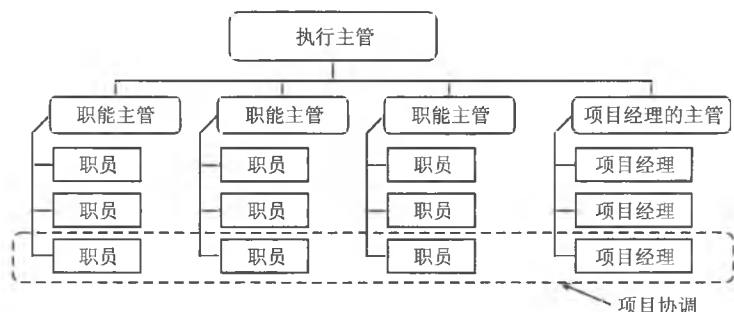 执行主管
职能主管 职能主管 职能主管 项目经理的主管
职员 职员 职员 项目经理
职员 职员 职员 项目经理
职员 职员 职员 项目经理
项目协调